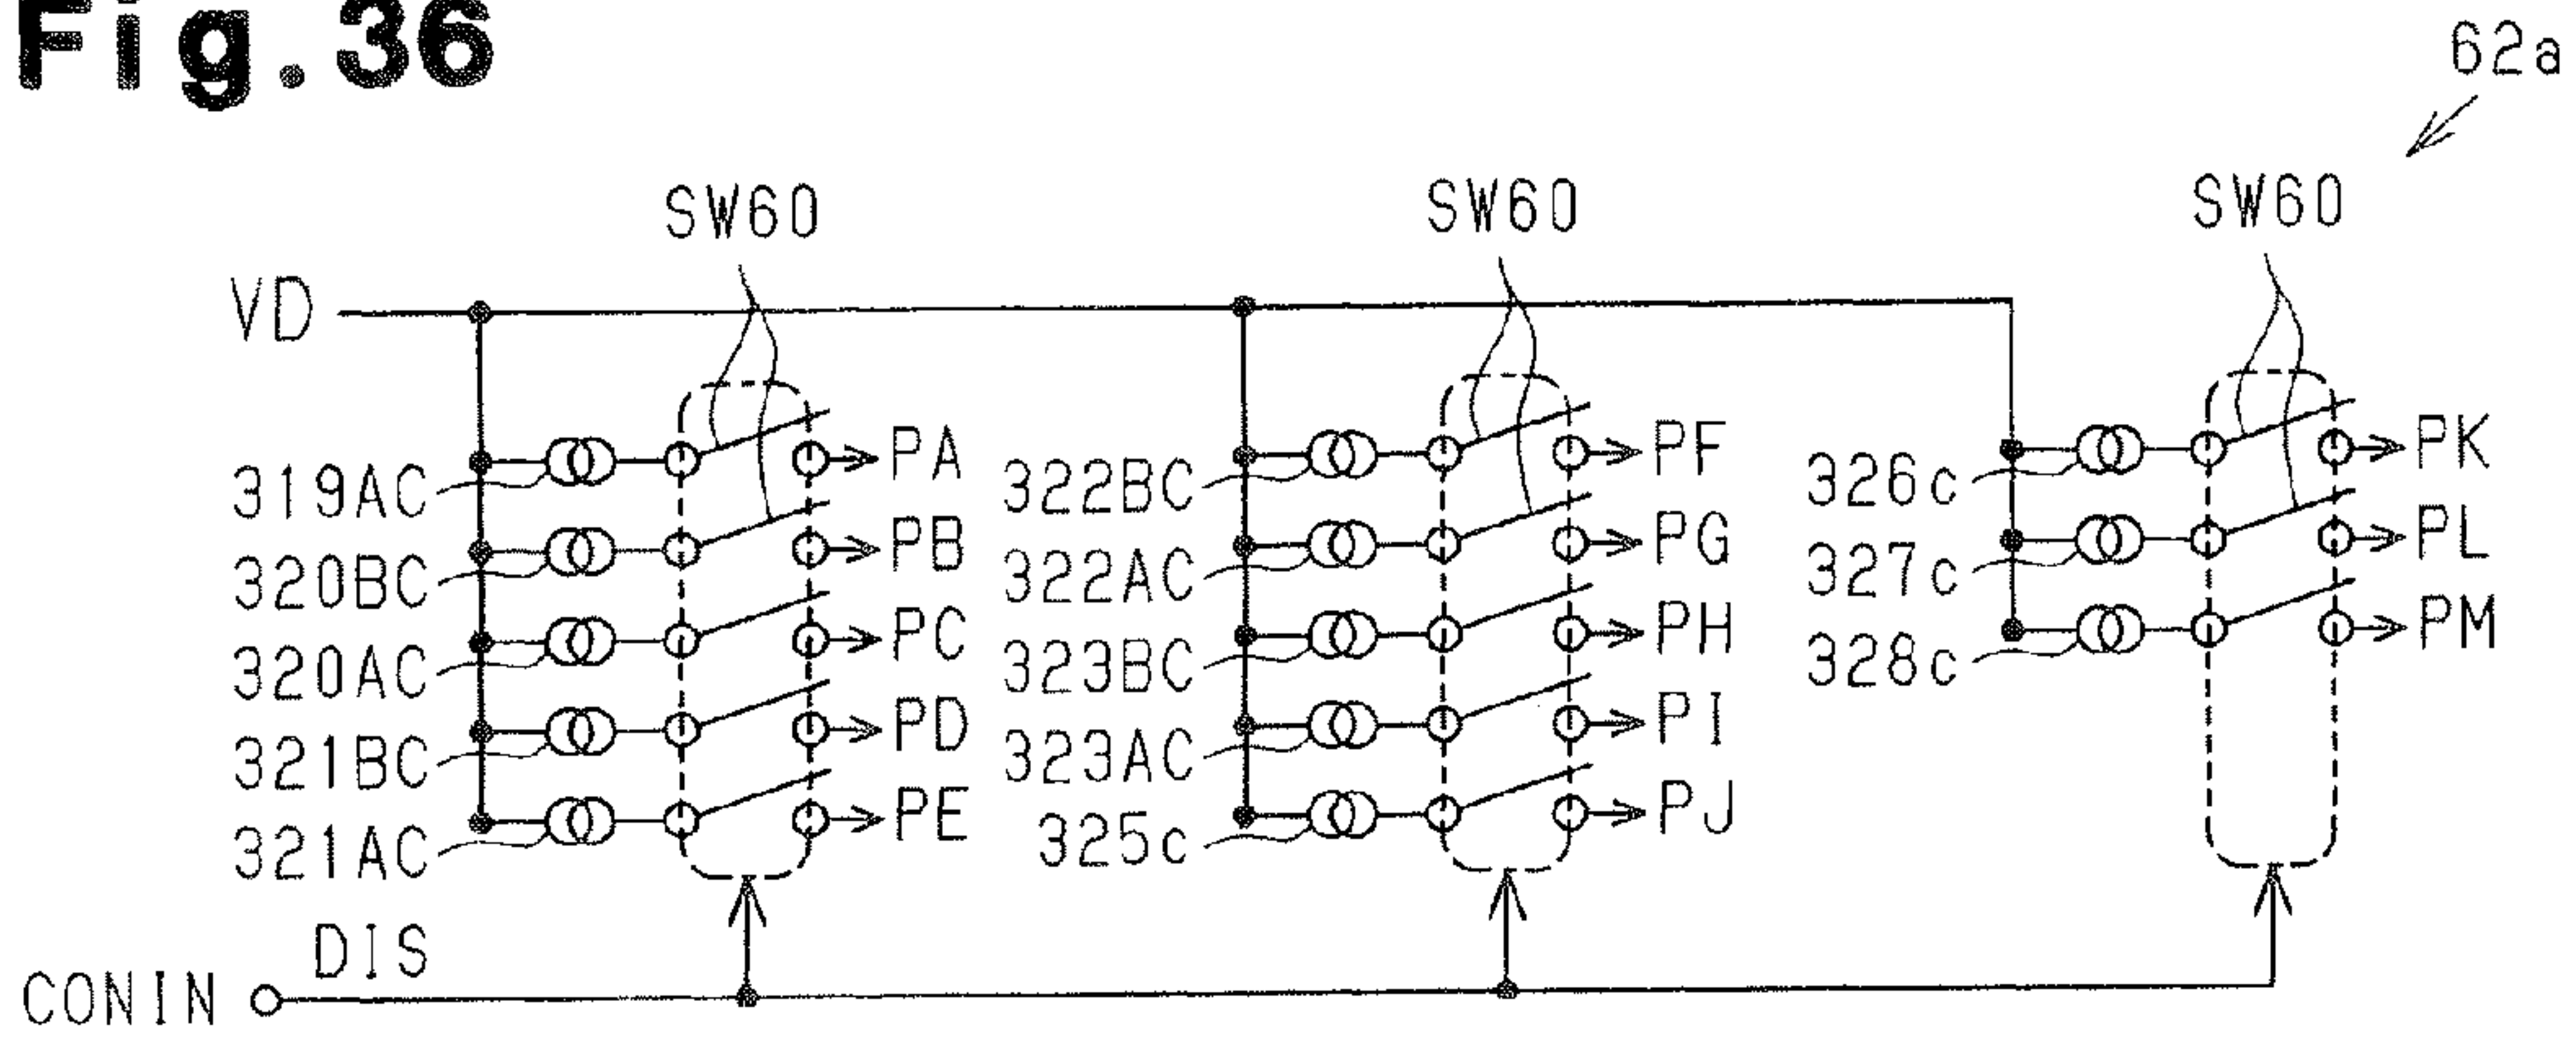 Fig.36
62a
SW60 SW60 SW60
VD
319AC PA 322BC PF 326c PK
320BC PB 322AC PG 327c PL
320AC PC 323BC PH 328c PM
321BC PD 323AC PI
321AC PE 325c PJ
DIS
CONIN